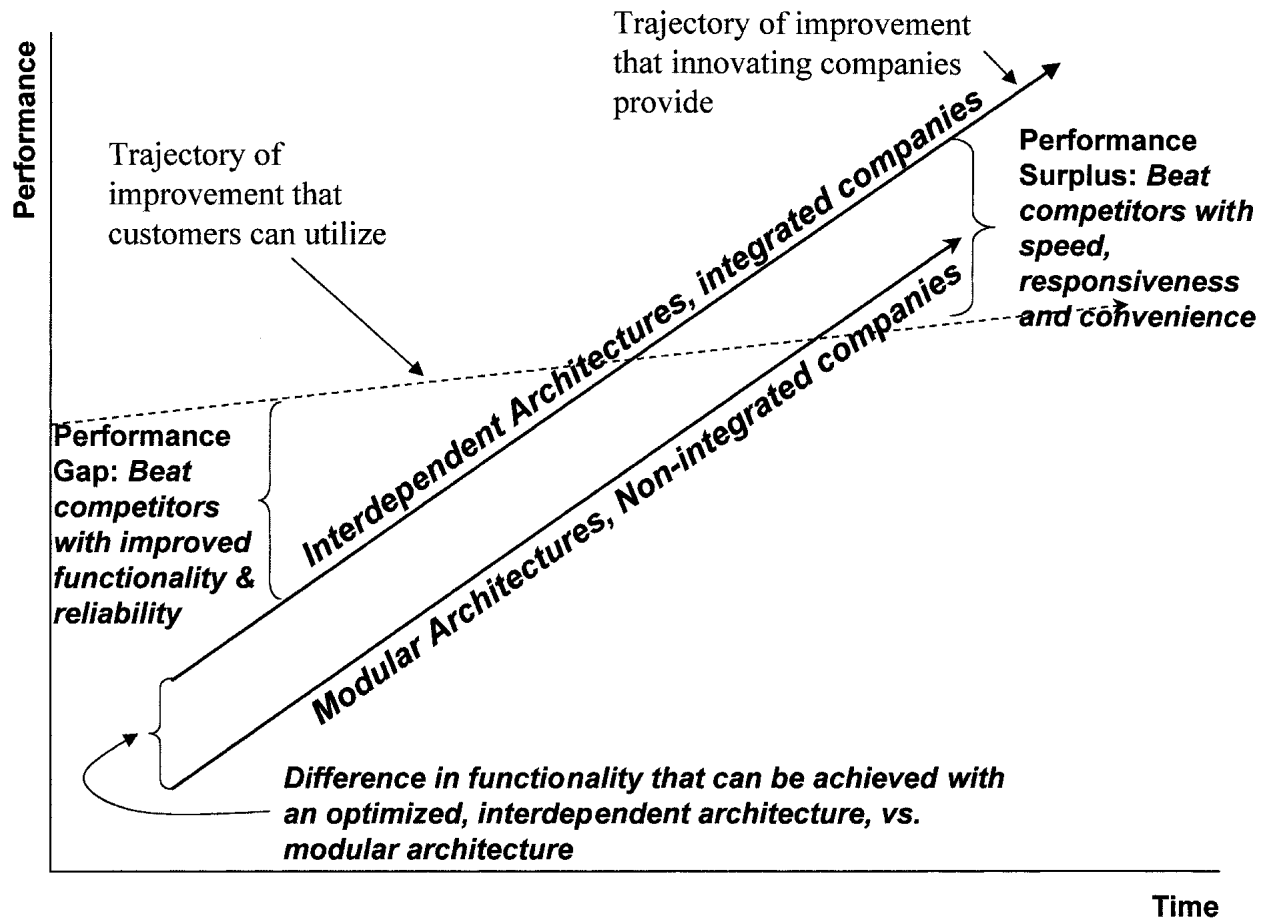 Performance
Trajectory of improvement
that innovating companies
provide
Trajectory of
improvement that
customers can utilize
Performance
Surplus: Beat
competitors with
speed,
responsiveness
and convenience
Interdependent Architectures, integrated companies
Modular Architectures, Non-integrated companies
Performance
Gap: Beat
competitors
with improved
functionality &
reliability
Difference in functionality that can be achieved with
an optimized, interdependent architecture, vs.
modular architecture
Time